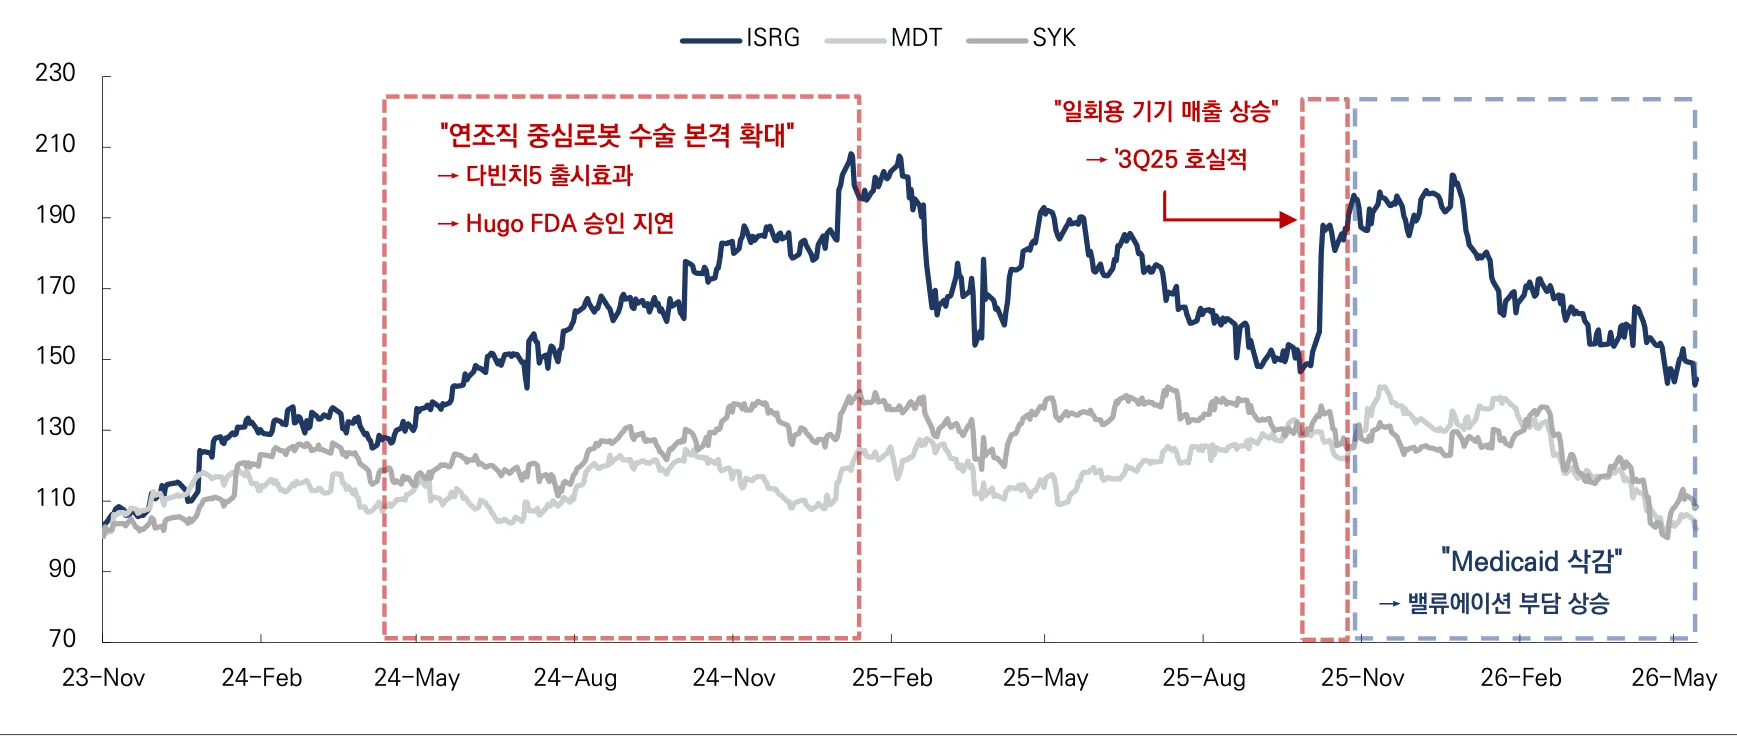 ISRG MDT SYK
230
210
190
170
150
130
110
90
70
"연조직 중심로봇 수술 본격 확대"
→ 다빈치5 출시효과
→ Hugo FDA 승인 지연
"일회용 기기 매출 상승"
→ '3Q25 호실적
"Medicaid 삭감"
→ 밸류에이션 부담 상승
23-Nov 24-Feb 24-May 24-Aug 24-Nov 25-Feb 25-May 25-Aug 25-Nov 26-Feb 26-May